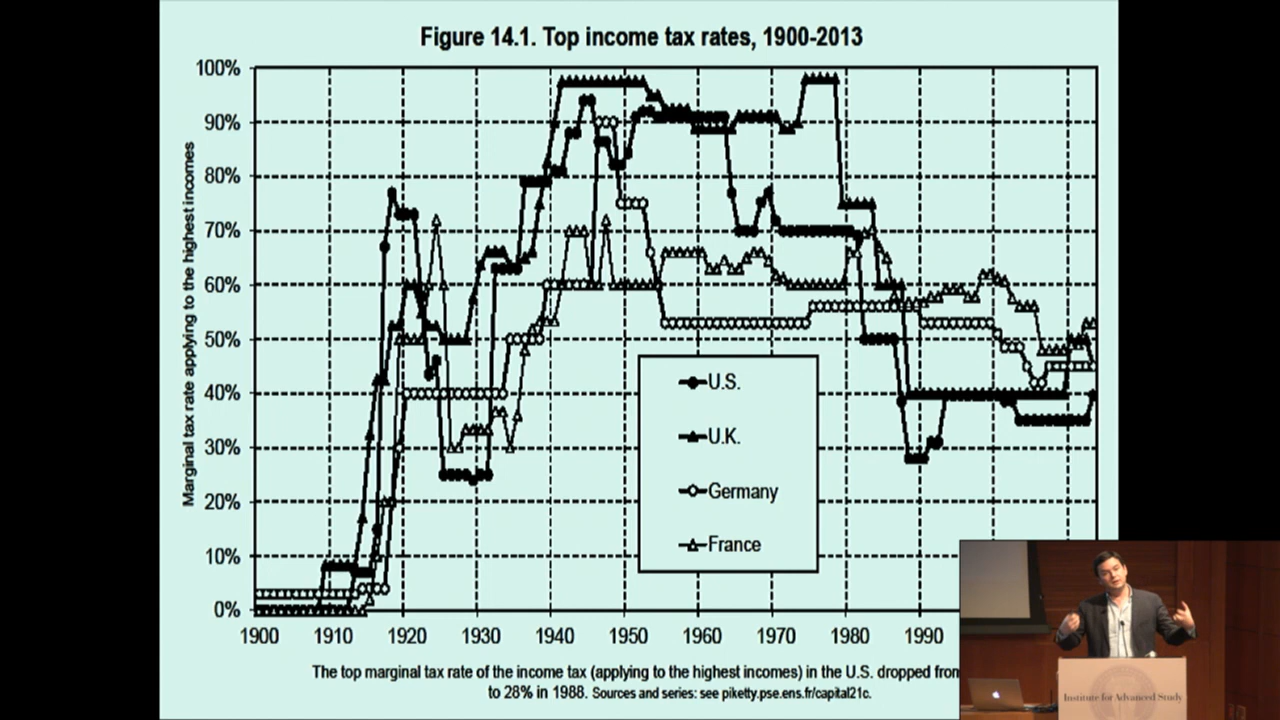 Figure 14.1. Top income tax rates, 1900-2013
Marginal tax rate applying to the highest incomes
100%
90%
80%
70%
60%
50%
40%
30%
20%
10%
0%
U.S.
U.K.
Germany
France
1900 1910 1920 1930 1940 1950 1960 1970 1980 1990
The top marginal tax rate of the income tax (applying to the highest incomes) in the U.S. dropped from
to 28% in 1988. Sources and series: see piketty.pse.ens.fr/capital21c.
Institute for Advanced Study